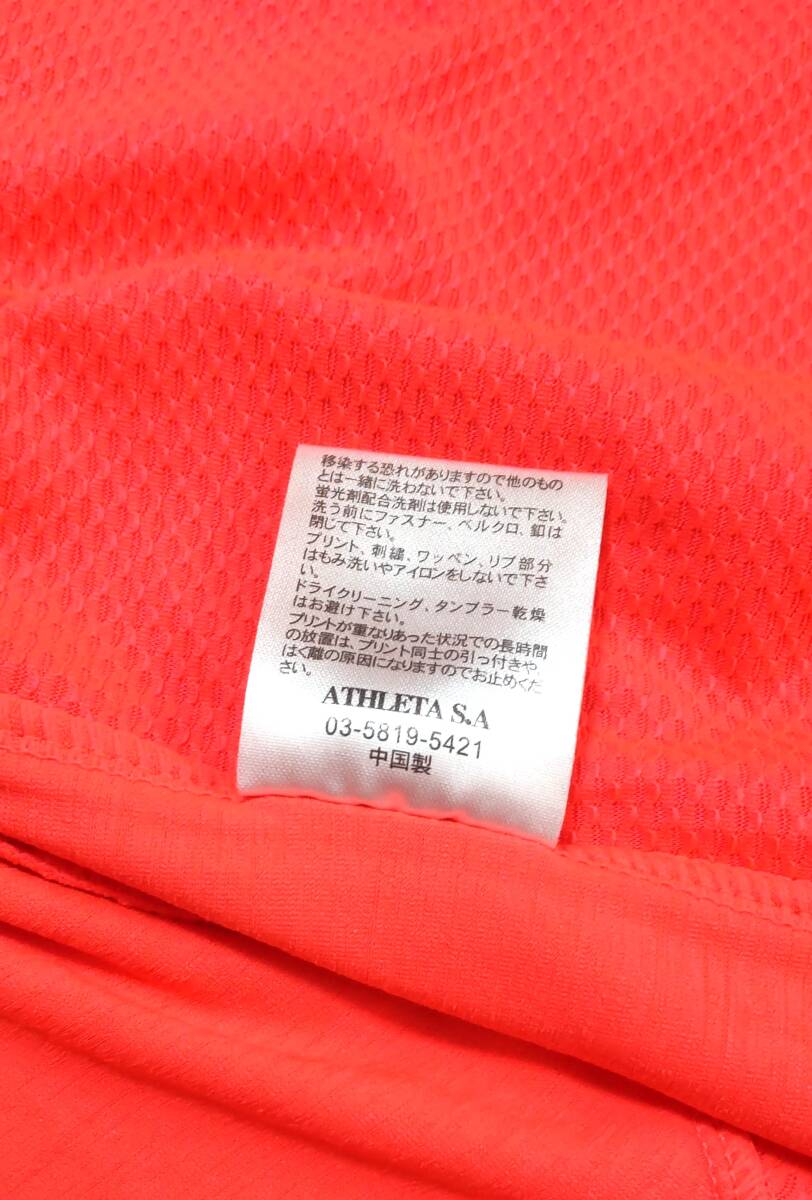 移染する恐れがありますので他のもの
とは一緒に洗わないで下さい。
蛍光剤配合洗剤は使用しないで下さい。
洗う前にファスナー、ベルクロ、釦は
閉じて下さい。
プリント、刺繍、ワッペン、リブ部分
はもみ洗いやアイロンをしないで下さ
い。
ドライクリーニング、タンブラー乾燥
はお避け下さい。
プリントが重なりあった状況での長時間
の放置は、プリント同士の引っ付きや、
はく離の原因になりますのでお止めくだ
さい。
ATHLETA S.A
03-5819-5421
中国製